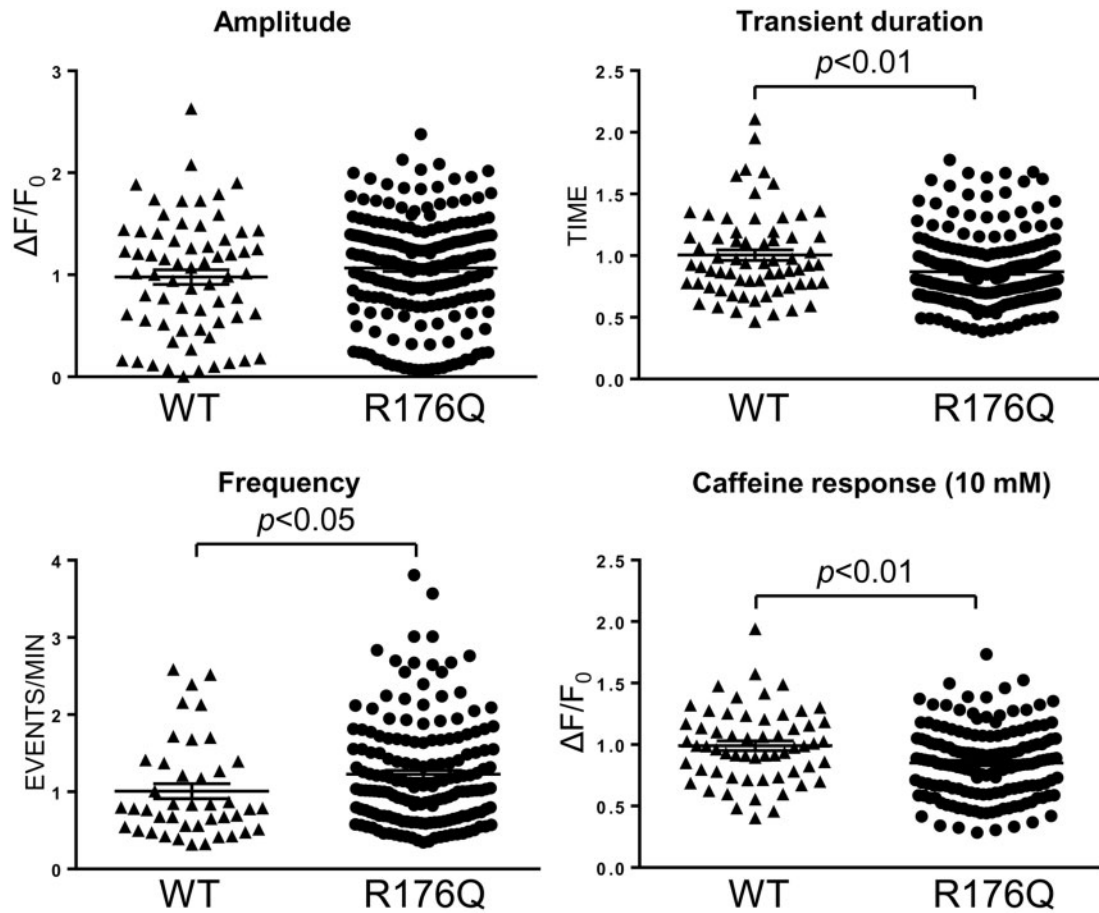 Amplitude
ΔF/F0
3
2
1
0
WT
R176Q
Transient duration
p<0.01
TIME
2.5
2.0
1.5
1.0
0.5
0.0
WT
R176Q
Frequency
p<0.05
EVENTS/MIN
4
3
2
1
0
WT
R176Q
Caffeine response (10 mM)
p<0.01
ΔF/F0
2.5
2.0
1.5
1.0
0.5
0.0
WT
R176Q